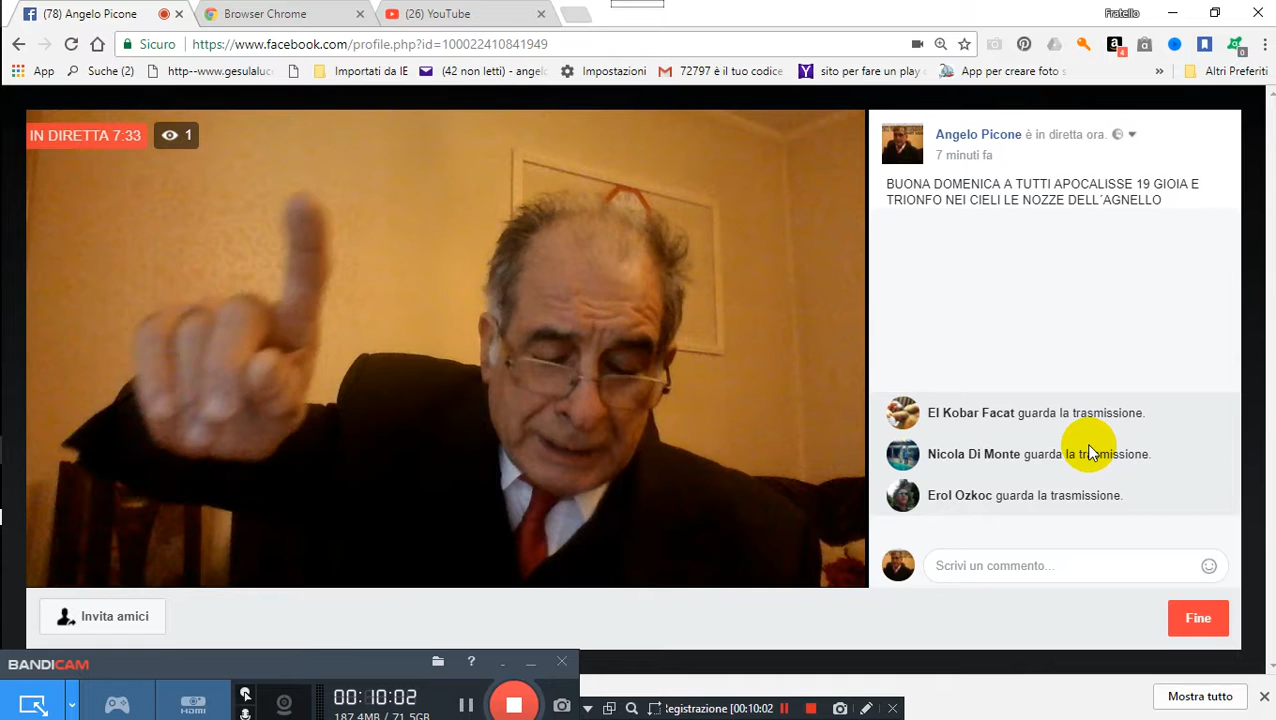 (78) Angelo Picone
Browser Chrome
(26) YouTube
Fratello
Sicuro
https://www.facebook.com/profile.php?id=100022410841949
4
0
App
Suche (2)
http--www.gesulaluc
Importati da IE
(42 non letti) - angelo
Impostazioni
72797 è il tuo codice
sito per fare un play
App per creare foto s
Altri Preferiti
IN DIRETTA 7:33
1
Angelo Picone è in diretta ora.
7 minuti fa
BUONA DOMENICA A TUTTI APOCALISSE 19 GIOIA E
TRIONFO NEI CIELI LE NOZZE DELL´AGNELLO
El Kobar Facat guarda la trasmissione.
Nicola Di Monte guarda la trasmissione.
Erol Ozkoc guarda la trasmissione.
Scrivi un commento...
Invita amici
Fine
BANDICAM
Hdmi
00:10:02
187.4MB / 71.5GB
Registrazione [00:10:02
Mostra tutto